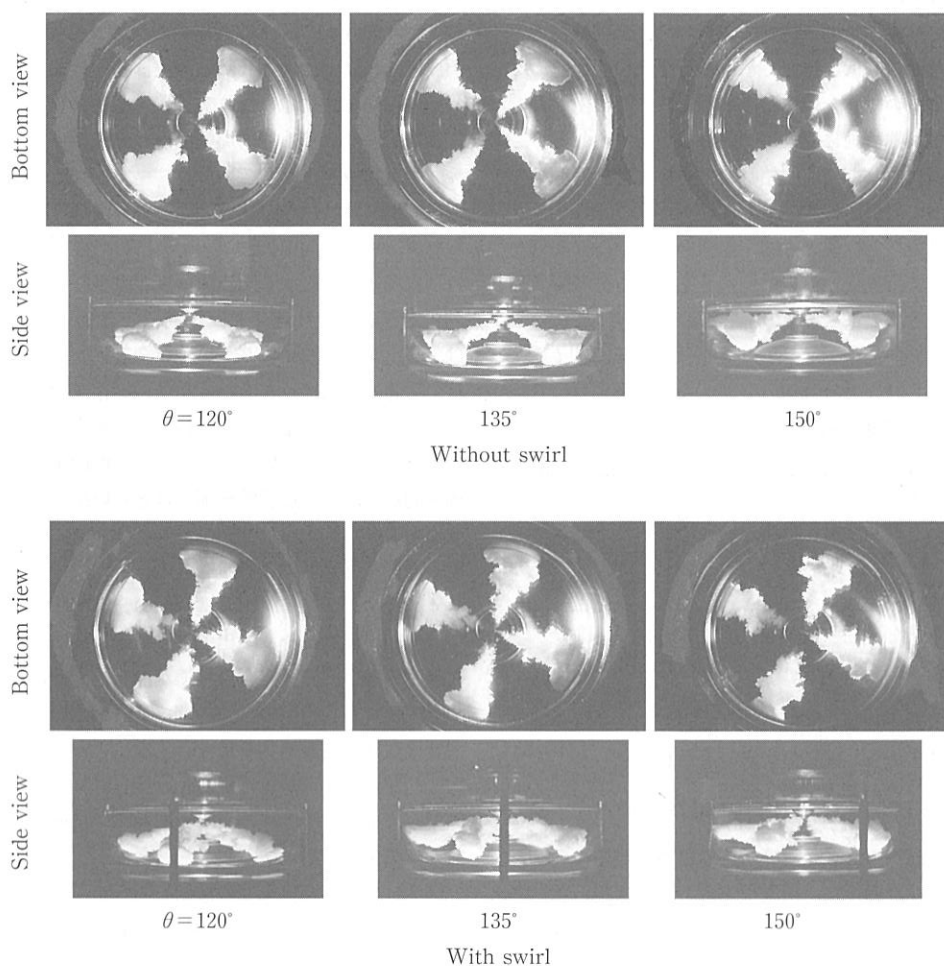 Bottom view
Side view
θ=120°
135°
150°
Without swirl
Bottom view
Side view
θ=120°
135°
150°
With swirl